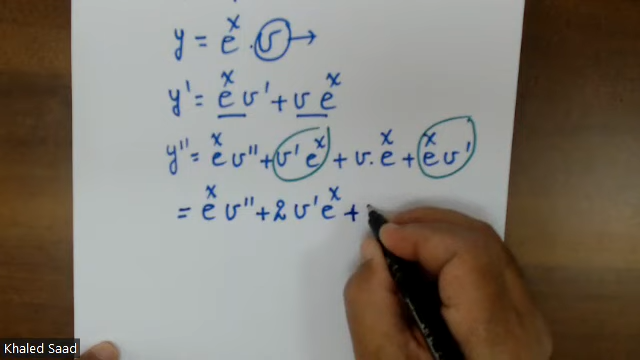 y = e^x . v →
y' = e^x v' + v e^x
y'' = e^x v'' + v' e^x + v. e^x + e^x v'
= e^x v'' + 2 v' e^x +
Khaled Saad